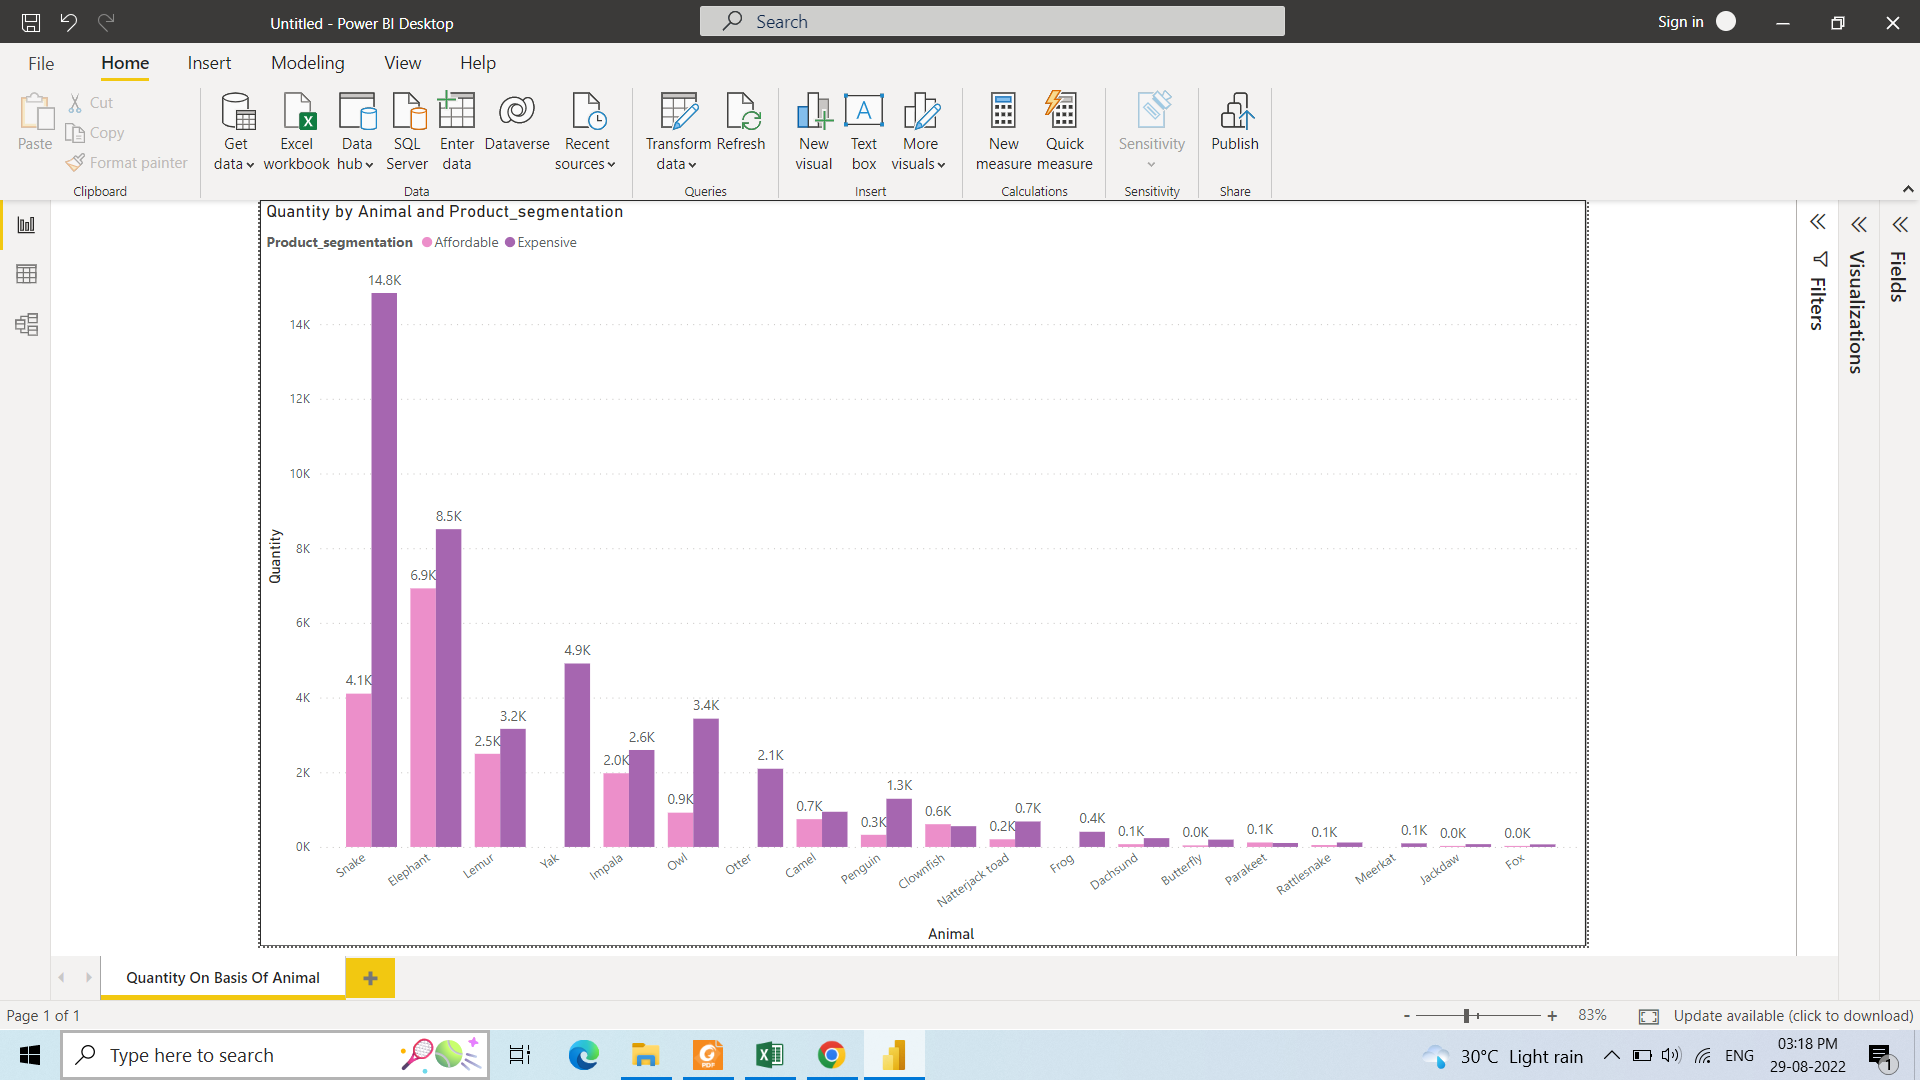 Untitled - Power BI Desktop
Search
Sign in
File
Home
Insert
Modeling
View
Help
Paste
Cut
Copy
Format painter
Clipboard
Get data
Excel workbook
Data hub
SQL Server
Enter data
Dataverse
Recent sources
Data
Transform data
Refresh
Queries
New visual
Text box
More visuals
Insert
New measure
Quick measure
Calculations
Sensitivity
Sensitivity
Publish
Share
Quantity by Animal and Product_segmentation
Product_segmentation Affordable Expensive
Quantity
14K
12K
10K
8K
6K
4K
2K
0K
4.1K
14.8K
6.9K
8.5K
2.5K
3.2K
4.9K
2.0K
2.6K
0.9K
3.4K
2.1K
0.7K
0.3K
1.3K
0.6K
0.2K
0.7K
0.4K
0.1K
0.0K
0.1K
0.1K
0.1K
0.0K
0.0K
Snake
Elephant
Lemur
Yak
Impala
Owl
Otter
Camel
Penguin
Clownfish
Natterjack toad
Frog
Dachsund
Butterfly
Parakeet
Rattlesnake
Meerkat
Jackdaw
Fox
Animal
Filters
Visualizations
Fields
Quantity On Basis Of Animal
Page 1 of 1
- + 83%
Update available (click to download)
Type here to search
30°C Light rain
ENG
03:18 PM
29-08-2022
1